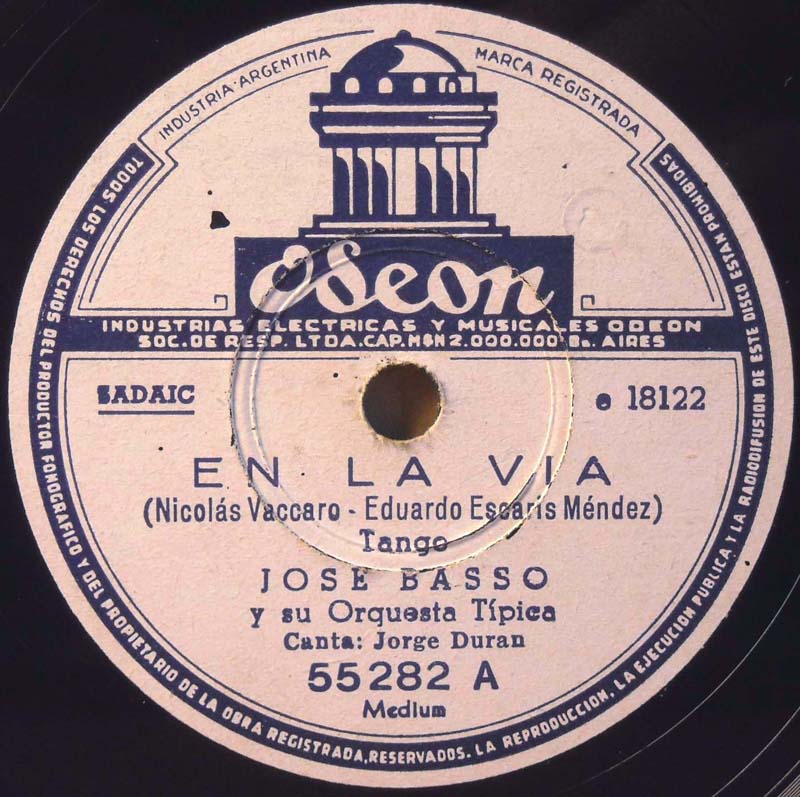 INDUSTRIA·ARGENTINA
MARCA REGISTRADA
Odeon
INDUSTRIAS ELECTRICAS Y MUSICALES ODEON
SOC. DE RESP. LTDA. CAP. M$N 2.000.000 Bs. AIRES
SADAIC
e 18122
EN LA VIA
(Nicolás Vaccaro - Eduardo Escaris Méndez)
Tango
JOSE BASSO
y su Orquesta Típica
Canta: Jorge Duran
55282 A
Medium
TODOS LOS DERECHOS DEL PRODUCTOR FONOGRAFICO Y DEL PROPIETARIO DE LA OBRA REGISTRADA, RESERVADOS. LA REPRODUCCION, LA EJECUCION PUBLICA Y LA RADIODIFUSION DE ESTE DISCO ESTAN PROHIBIDAS